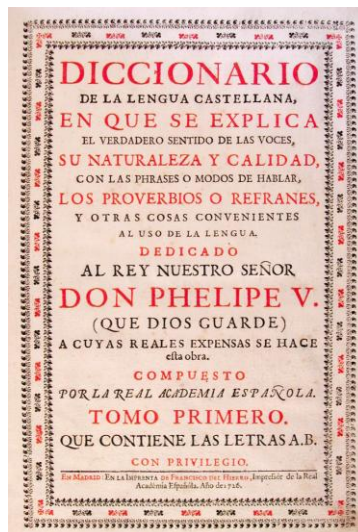 DICCIONARIO
DE LA LENGUA CASTELLANA,
EN QUE SE EXPLICA
EL VERDADERO SENTIDO DE LAS VOCES,
SU NATURALEZA Y CALIDAD,
CON LAS PHRASES O MODOS DE HABLAR,
LOS PROVERBIOS O REFRANES,
Y OTRAS COSAS CONVENIENTES
AL USO DE LA LENGUA.
DEDICADO
AL REY NUESTRO SEÑOR
DON PHELIPE V.
(QUE DIOS GUARDE)
A CUYAS REALES EXPENSAS SE HACE
eſta obra.
COMPUESTO
POR LA REAL ACADEMIA ESPAÑOLA.
TOMO PRIMERO.
QUE CONTIENE LAS LETRAS A.B.
CON PRIVILEGIO.
EN MADRID: EN LA IMPRENTA DE FRANCISCO DEL HIERRO, Impreſſor de la Real
Académia Eſpañola. Año de 1726.